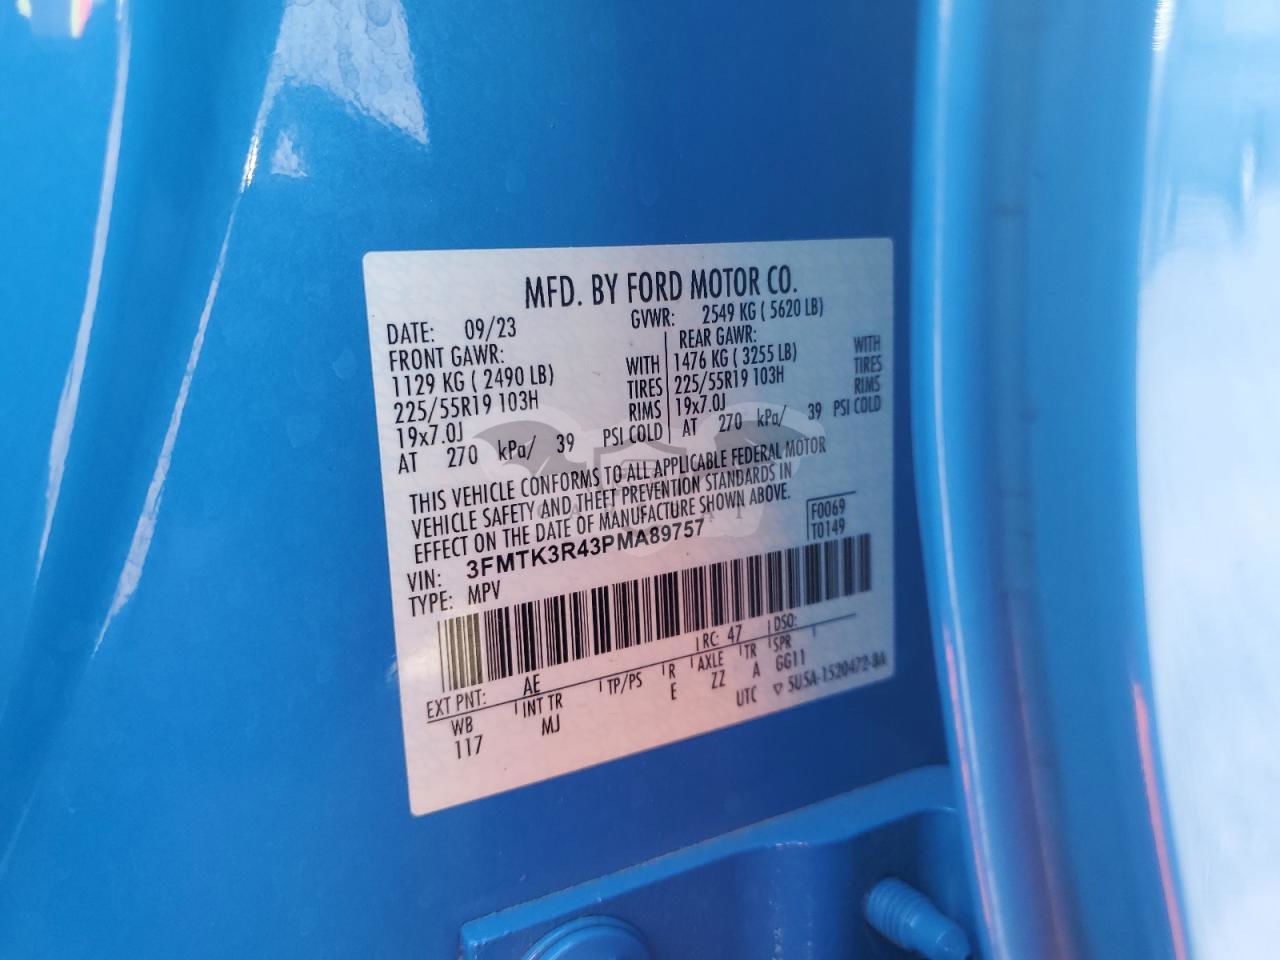 MFD. BY FORD MOTOR CO.
DATE: 09/23 GVWR: 2549 KG ( 5620 LB)
FRONT GAWR: REAR GAWR:
1129 KG ( 2490 LB) WITH 1476 KG ( 3255 LB) WITH
225/55R19 103H TIRES 225/55R19 103H TIRES
19x7.0J RIMS 19x7.0J RIMS
AT 270 kPa/ 39 PSI COLD AT 270 kPa/ 39 PSI COLD
THIS VEHICLE CONFORMS TO ALL APPLICABLE FEDERAL MOTOR
VEHICLE SAFETY AND THEFT PREVENTION STANDARDS IN
EFFECT ON THE DATE OF MANUFACTURE SHOWN ABOVE.
VIN: 3FMTK3R43PMA89757 F0069
TYPE: MPV T0149
EXT PNT: AE RC: 47 DSO:
WB INT TR TP/PS R AXLE TR SPR
117 MJ E ZZ A GG11
UTC 5U5A-1520472-BA